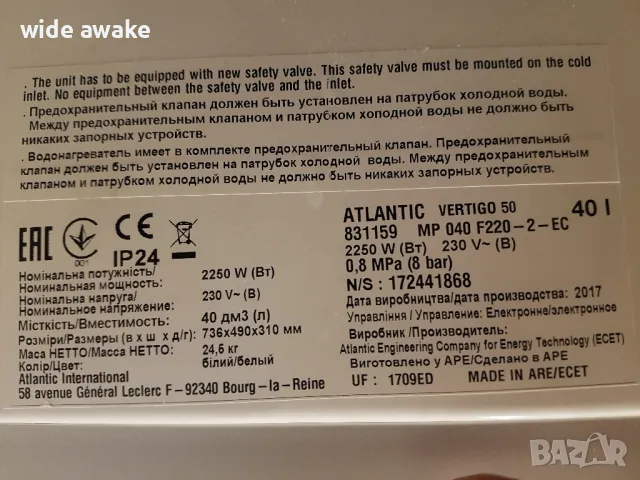 wide awake
. The unit has to be equipped with new safety valve. This safety valve must be mounted on the cold
inlet. No equipment between the safety valve and the inlet.
. Предохранительный клапан должен быть установлен на патрубок холодной воды.
Между предохранительным клапаном и патрубком холодной воды не должно быть
никаких запорных устройств.
. Водонагреватель имеет в комплекте предохранительный клапан. Предохранительный
клапан должен быть установлен на патрубок холодной воды. Между предохранительным
клапаном и патрубком холодной воды не должно быть никаких запорных устройств.
EAC 001 CE
IP24
Номінальна потужність/ 2250 W (Вт)
Номинальная мощность:
Номінальна напруга/ 230 V~ (В)
Номинальное напряжение:
Місткість/Вместимость: 40 дм3 (л)
Розміри/Размеры (в х ш х д/г): 736х490х310 мм
Маса НЕТТО/Масса НЕТТО: 24,6 кг
Колір/Цвет: білий/белый
Atlantic International
58 avenue Général Leclerc F-92340 Bourg-la-Reine
ATLANTIC VERTIGO 50 40 l
831159 MP 040 F220-2-EC
2250 W (Вт) 230 V~ (В)
0,8 MPa (8 bar)
N/S : 172441868
Дата виробництва/дата производства: 2017
Управління / Управление: Електронне/электронное
Виробник / Производитель:
Atlantic Engineering Company for Energy Technology (ECET)
Виготовлено у АРЕ/Сделано в АРЕ
UF : 1709ED MADE IN ARE/ECET
BAZAR